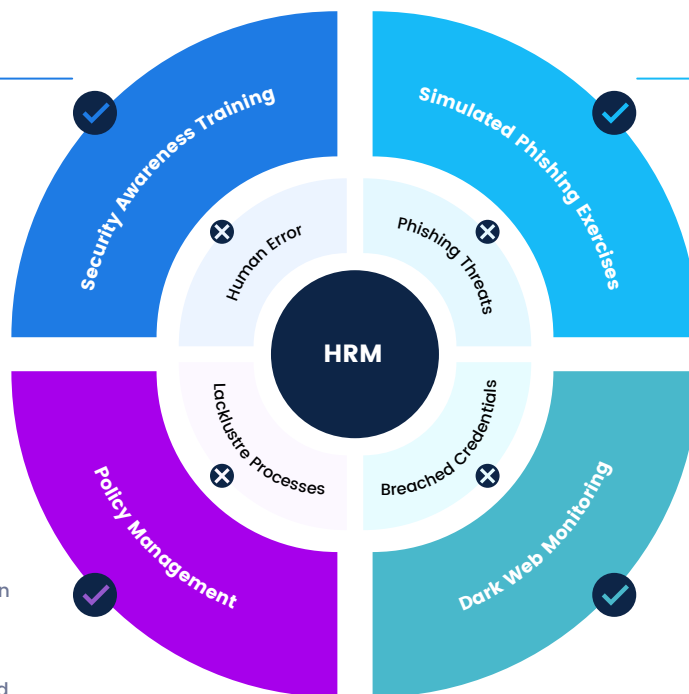 Security Awareness Training
Simulated Phishing Exercises
Human Error
Phishing Threats
HRM
Lacklustre Processes
Breached Credentials
Policy Management
Dark Web Monitoring
n
d